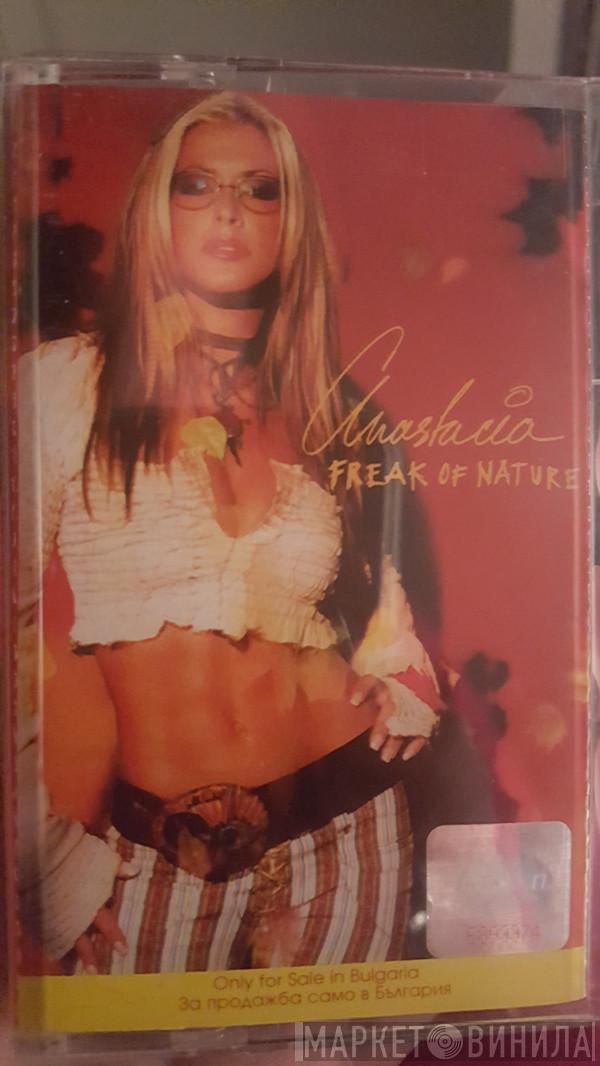 Anastacia
FREAK OF NATURE
Only for Sale in Bulgaria
За продажба само в България
МАРКЕТ ВИНИЛА